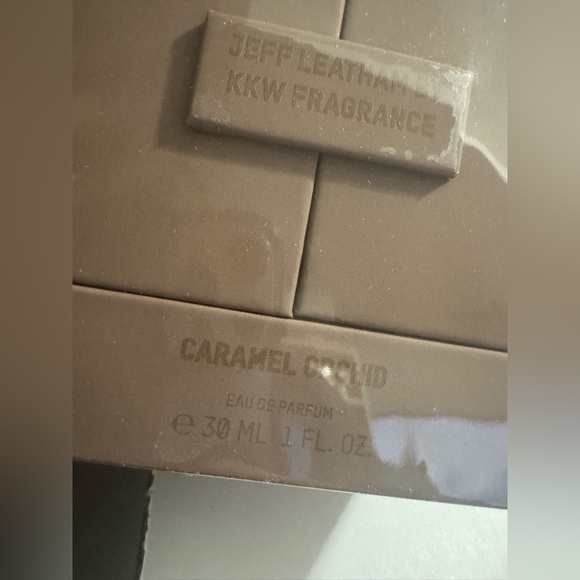 JEFF LEATHAM
KKW FRAGRANCE
CARAMEL ORCHID
EAU DE PARFUM
℮ 30 ML 1 FL. OZ.